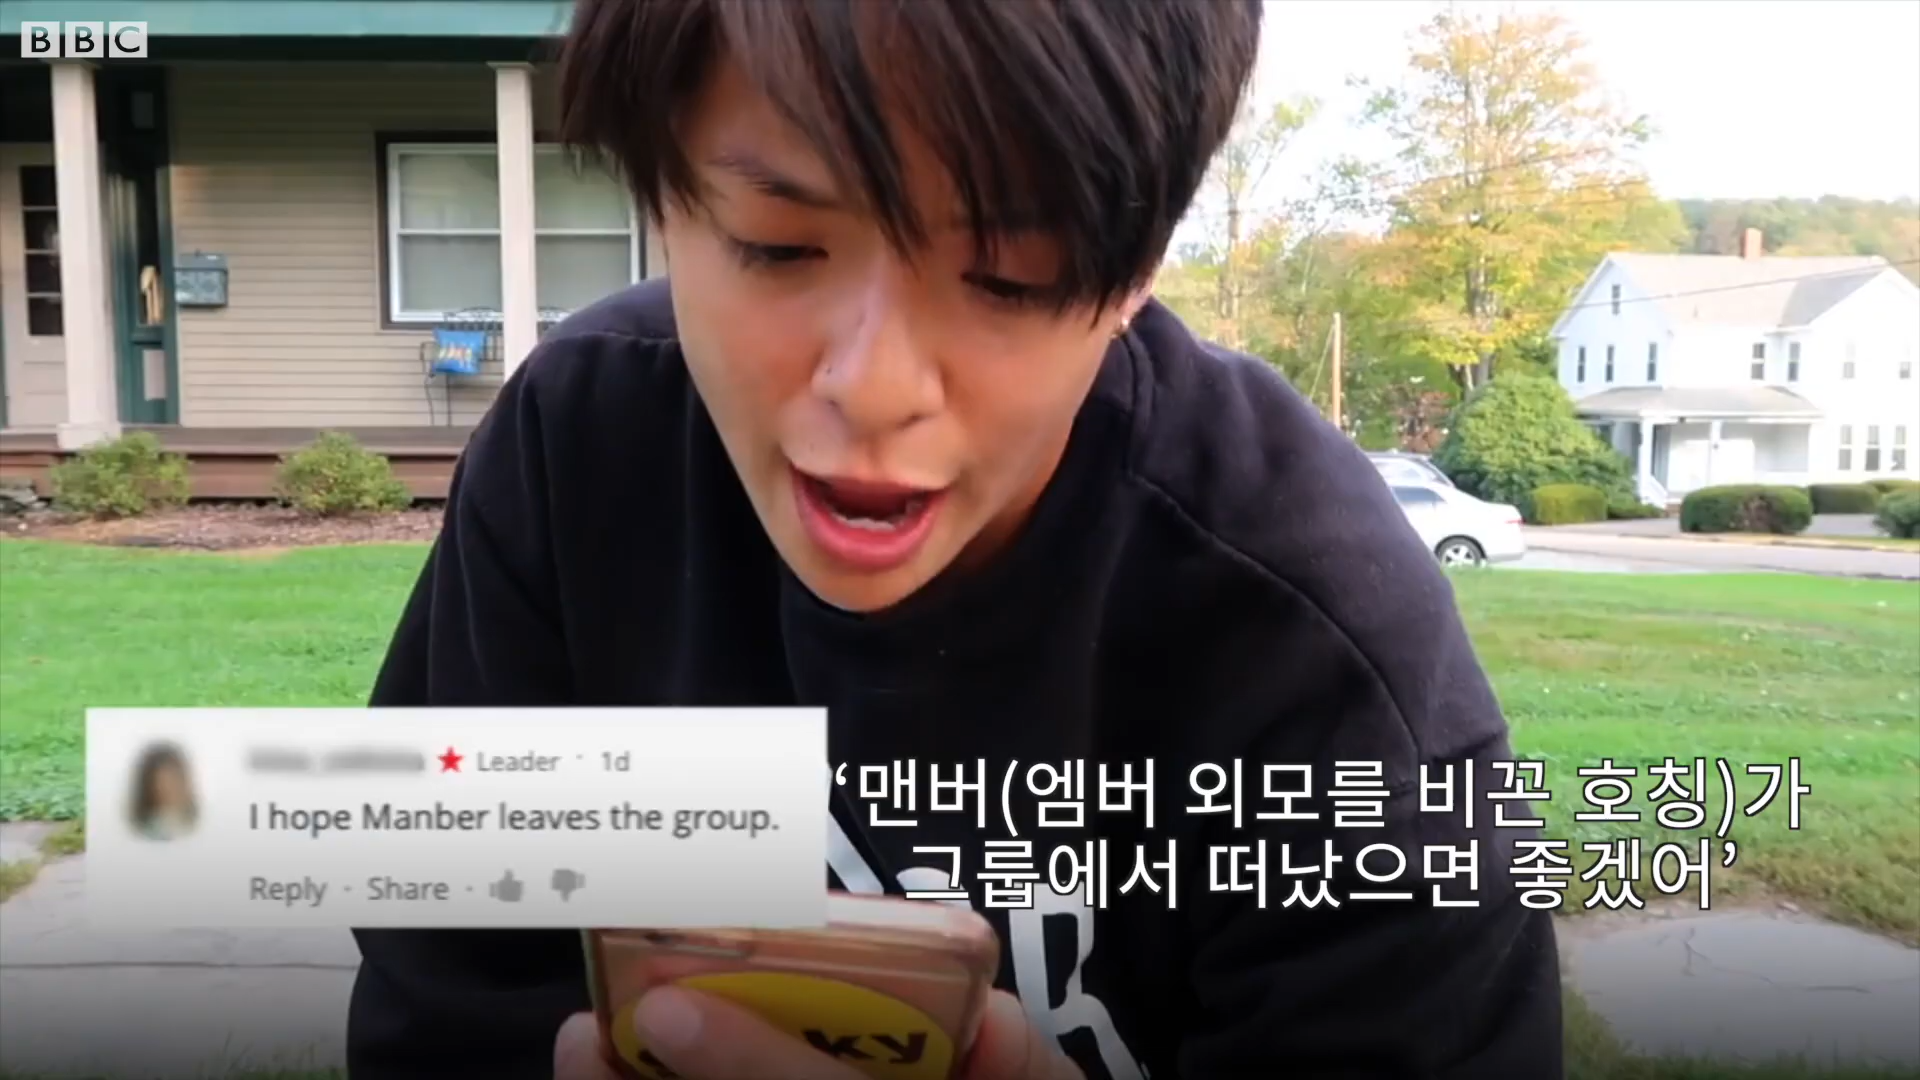 BBC
Leader · 1d
I hope Manber leaves the group.
Reply · Share ·
‘맨버(엠버 외모를 비꼰 호칭)가
그룹에서 떠났으면 좋겠어’
ky